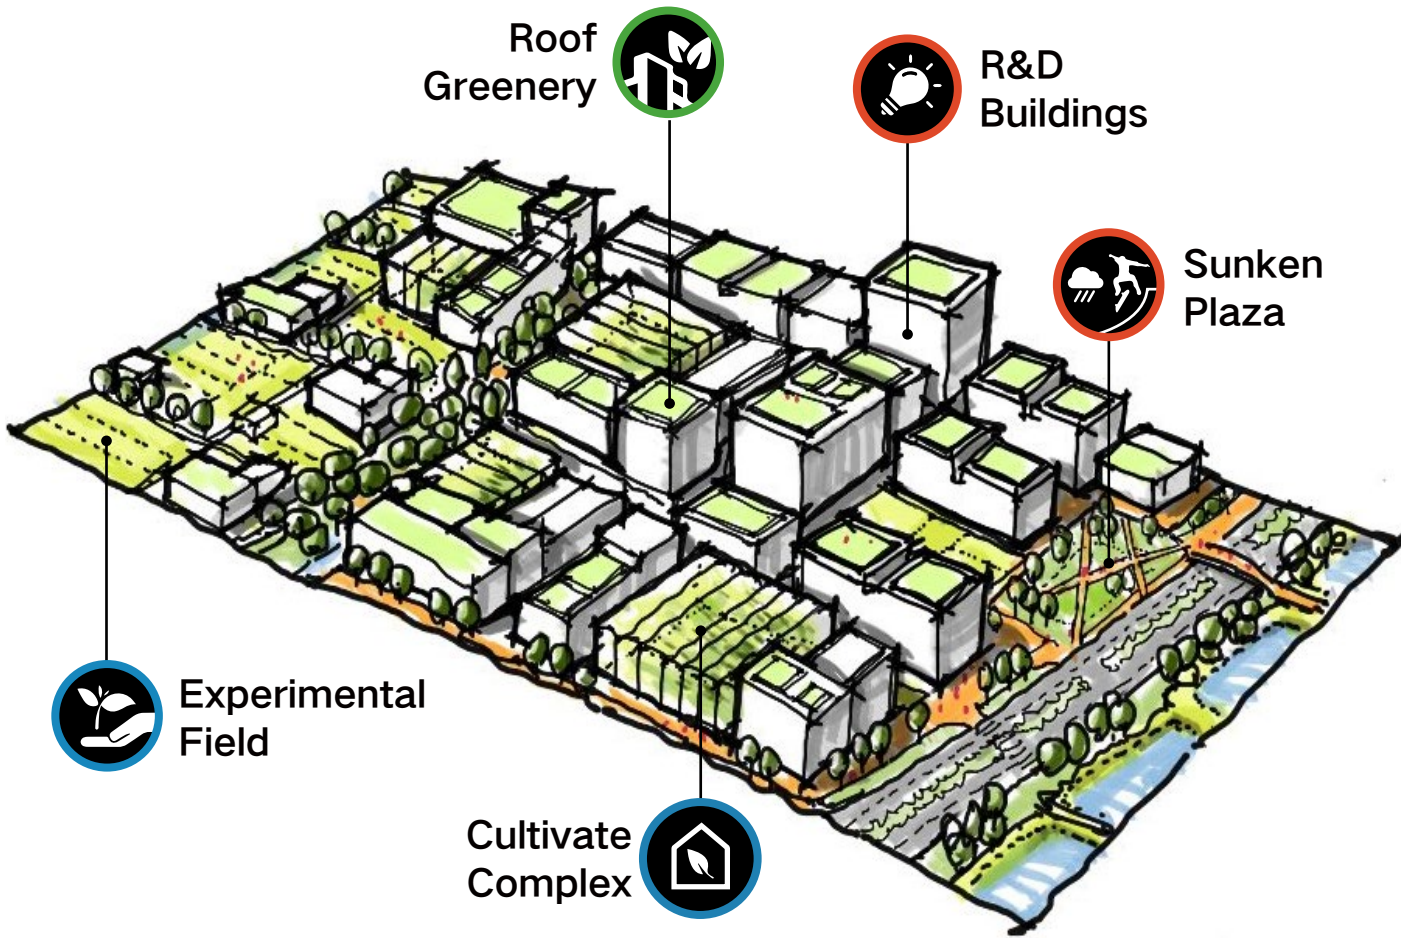 Roof
Greenery
R&D
Buildings
Sunken
Plaza
Experimental
Field
Cultivate
Complex